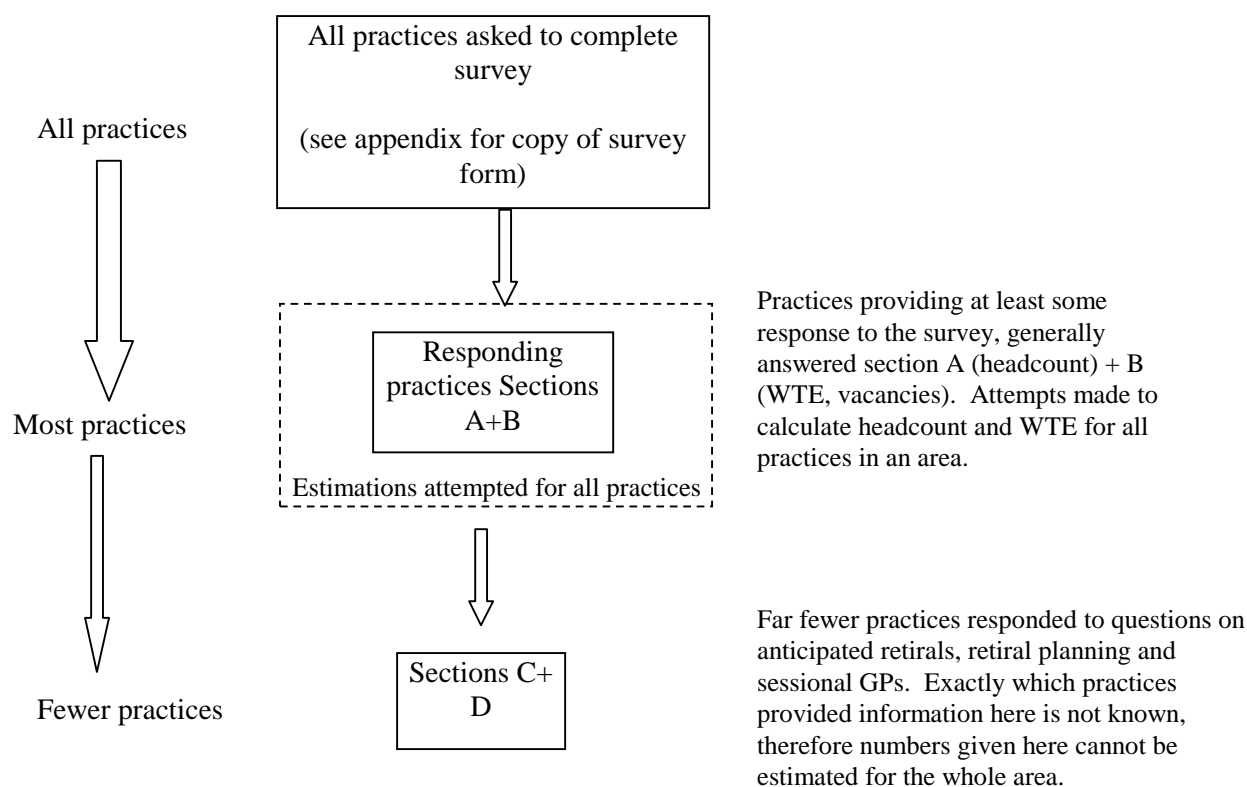 All practices asked to complete
survey
(see appendix for copy of survey
form)
All practices
Practices providing at least some
response to the survey, generally
answered section A (headcount) + B
(WTE, vacancies).  Attempts made to
calculate headcount and WTE for all
practices in an area.
Responding
practices Sections
A+B
Most practices
Estimations attempted for all practices
Far fewer practices responded to questions on
anticipated retirals, retiral planning and
sessional GPs.  Exactly which practices
provided information here is not known,
therefore numbers given here cannot be
estimated for the whole area.
Sections C+
D
Fewer practices